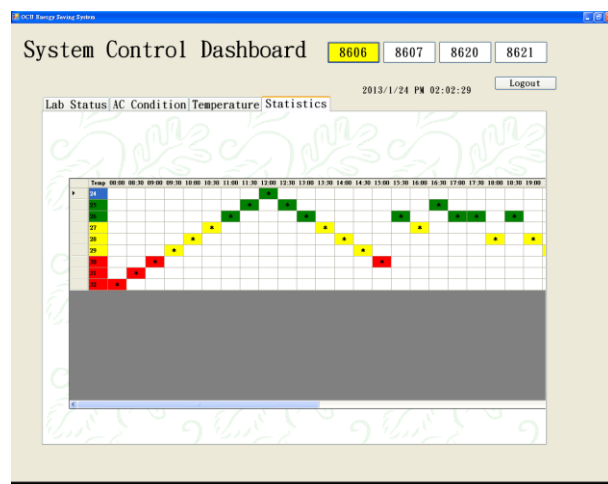 OCU Energy Saving System
System Control Dashboard 8606 8607 8620 8621
2013/1/24 PM 02:02:29 Logout
Lab Status AC Condition Temperature Statistics
Temp 08:00 08:30 09:00 09:30 10:00 10:30 11:00 11:30 12:00 12:30 13:00 13:30 14:00 14:30 15:00 15:30 16:00 16:30 17:00 17:30 18:00 18:30 19:00
24 *
25 * * *
26 * * * * * *
27 * * *
28 * * *
29 * * *
30 * *
31 *
32 *